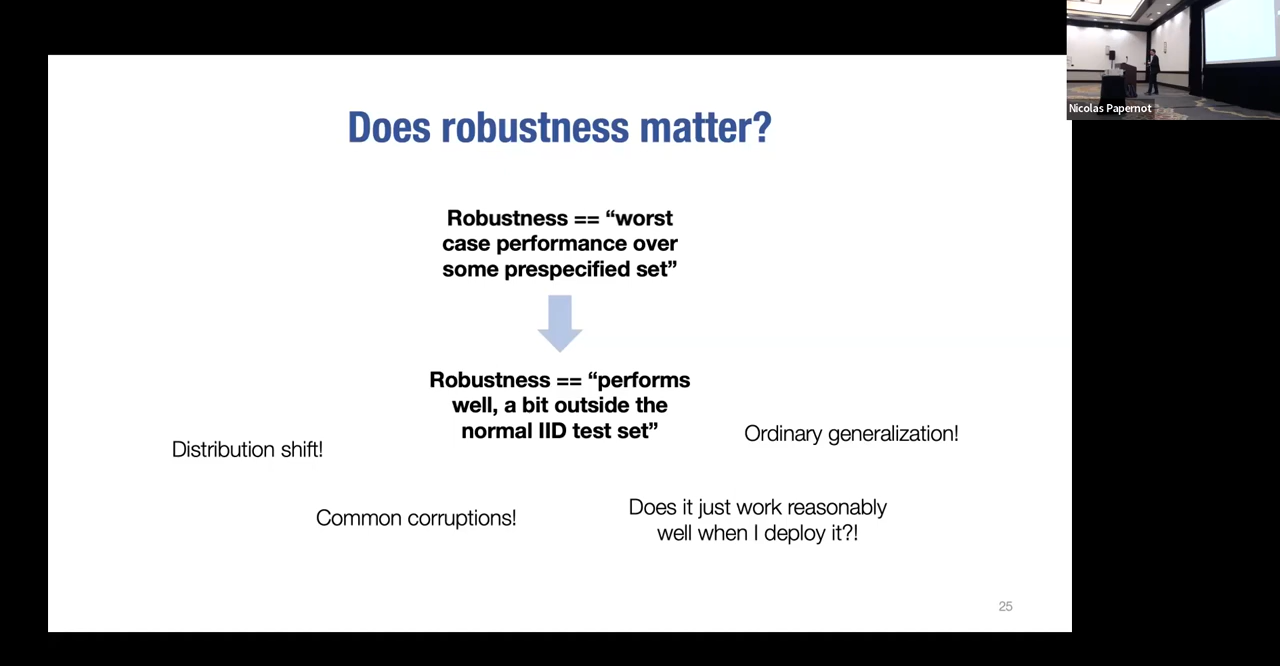 Nicolas Papernot
Does robustness matter?
Robustness == “worst
case performance over
some prespecified set”
Robustness == “performs
well, a bit outside the
normal IID test set”
Distribution shift!
Ordinary generalization!
Common corruptions!
Does it just work reasonably
well when I deploy it?!
25